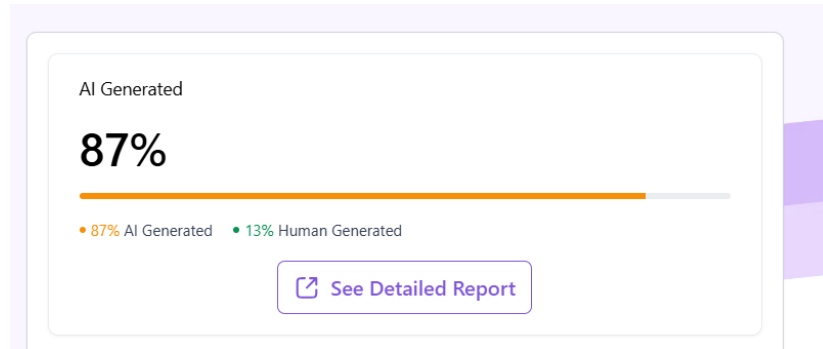 AI Generated
87%
87% AI Generated 13% Human Generated
See Detailed Report